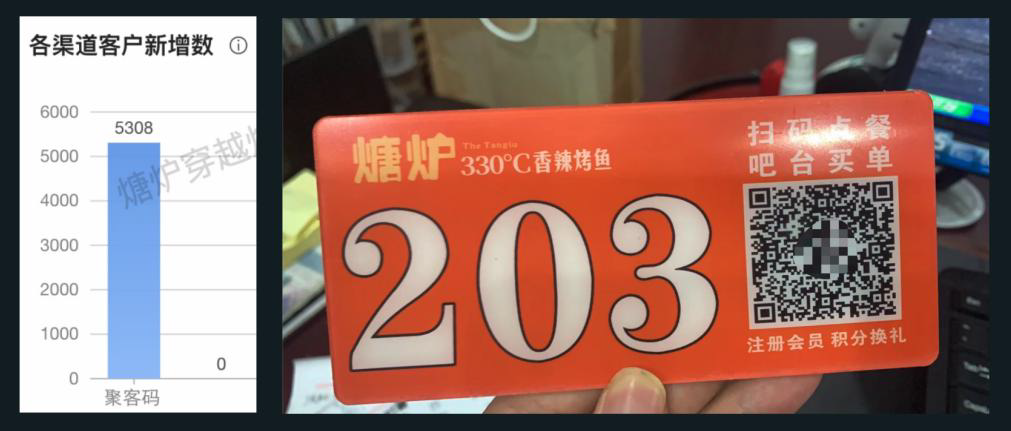 各渠道客户新增数
6000
5308
5000
4000
3000
2000
1000
0
0
聚客码
煻炉穿越
煻炉
The Tanglu
330°C香辣烤鱼
203
扫码点餐
吧台买单
注册会员 积分换礼